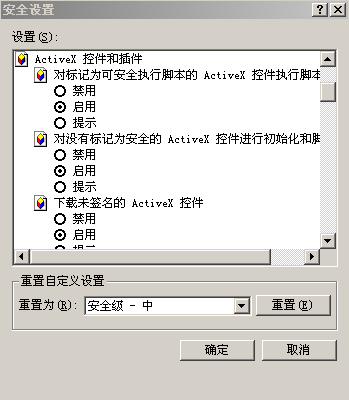 安全设置
设置(S):
ActiveX 控件和插件
对标记为可安全执行脚本的 ActiveX 控件执行脚本
禁用
启用
提示
对没有标记为安全的 ActiveX 控件进行初始化和脚
禁用
启用
提示
下载未签名的 ActiveX 控件
禁用
启用
重置自定义设置
重置为(R):
安全级 - 中
重置(E)
确定
取消